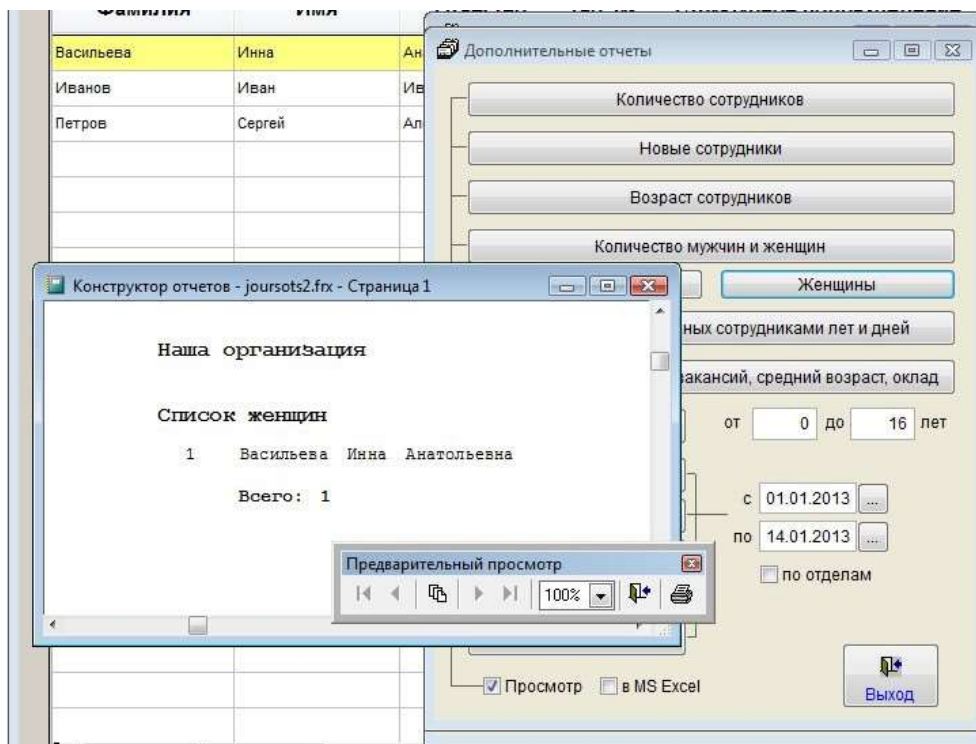 Фамилия Имя
Васильева Инна Ан
Иванов Иван Ив
Петров Сергей Ал
Дополнительные отчеты
Количество сотрудников
Новые сотрудники
Возраст сотрудников
Количество мужчин и женщин
Женщины
ных сотрудниками лет и дней
вакансий, средний возраст, оклад
от 0 до 16 лет
с 01.01.2013 ...
по 14.01.2013 ...
по отделам
Просмотр в MS Excel
Выход
Конструктор отчетов - joursots2.frx - Страница 1
Наша организация
Список женщин
1 Васильева Инна Анатольевна
Всего: 1
Предварительный просмотр
100%